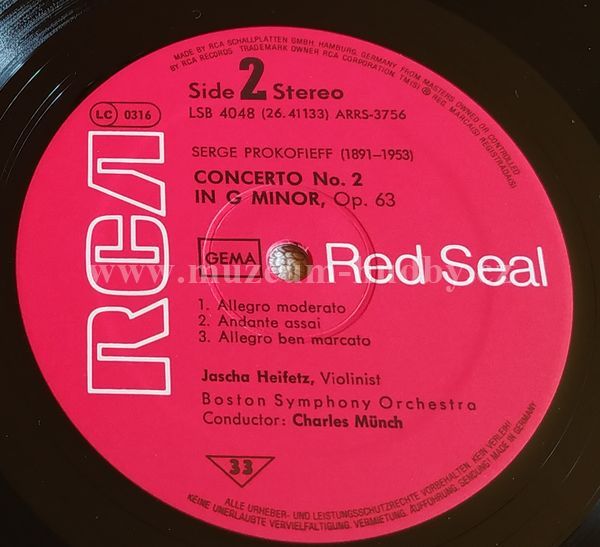 MADE BY RCA SCHALLPLATTEN GMBH, HAMBURG, GERMANY, FROM MASTERS OWNED OR CONTROLLED
BY RCA RECORDS TRADEMARK OWNER RCA CORPORATION. TM(S) ® REG. MARCA(S) REGISTRADA(S)
Side 2 Stereo
LSB 4048 (26.41133) ARRS-3756
LC 0316
SERGE PROKOFIEFF (1891–1953)
CONCERTO No. 2
IN G MINOR, Op. 63
RCA
GEMA
Red Seal
1. Allegro moderato
2. Andante assai
3. Allegro ben marcato
Jascha Heifetz, Violinist
Boston Symphony Orchestra
Conductor: Charles Münch
33
ALLE URHEBER- UND LEISTUNGSSCHUTZRECHTE VORBEHALTEN. KEIN VERLEIH!
KEINE UNERLAUBTE VERVIELFÄLTIGUNG, VERMIETUNG, AUFFÜHRUNG, SENDUNG! MADE IN GERMANY